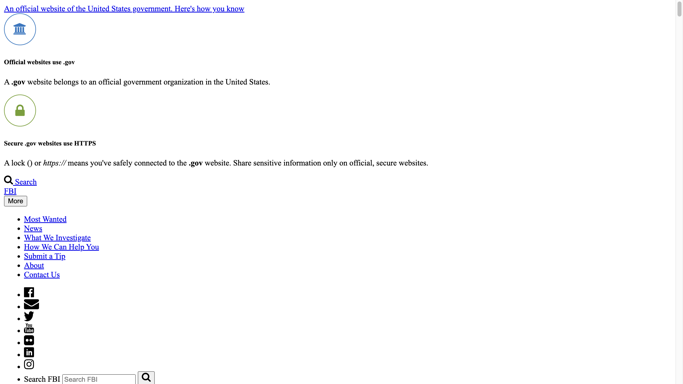 An official website of the United States government. Here's how you know
Official websites use .gov
A .gov website belongs to an official government organization in the United States.
Secure .gov websites use HTTPS
A lock () or https:// means you've safely connected to the .gov website. Share sensitive information only on official, secure websites.
Search
FBI
More
Most Wanted
News
What We Investigate
How We Can Help You
Submit a Tip
About
Contact Us
You
Tube
in
Search FBI Search FBI